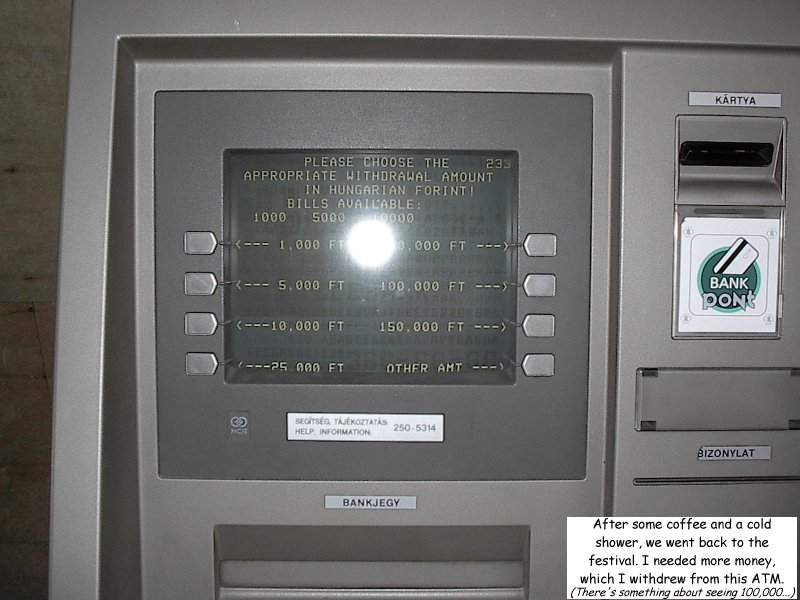 PLEASE CHOOSE THE 233
APPROPRIATE WITHDRAWAL AMOUNT
IN HUNGARIAN FORINT!
BILLS AVAILABLE:
1000 5000 10000
<--- 1,000 FT 0,000 FT --->
<--- 5,000 FT 100,000 FT --->
<---10,000 FT 150,000 FT --->
<---25,000 FT OTHER AMT --->
NCR
SEGÍTSÉG, TÁJÉKOZTATÁS:
HELP, INFORMATION: 250-5314
BANKJEGY
KÁRTYA
BANK
pont
BIZONYLAT
After some coffee and a cold
shower, we went back to the
festival. I needed more money,
which I withdrew from this ATM.
(There's something about seeing 100,000...)